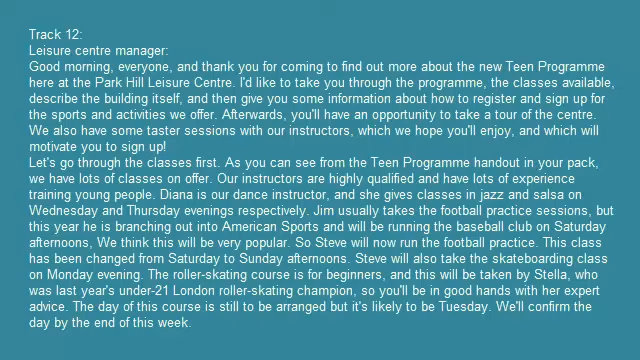 Track 12:
Leisure centre manager:
Good morning, everyone, and thank you for coming to find out more about the new Teen Programme
here at the Park Hill Leisure Centre. I'd like to take you through the programme, the classes available,
describe the building itself, and then give you some information about how to register and sign up for
the sports and activities we offer. Afterwards, you'll have an opportunity to take a tour of the centre.
We also have some taster sessions with our instructors, which we hope you'll enjoy, and which will
motivate you to sign up!
Let's go through the classes first. As you can see from the Teen Programme handout in your pack,
we have lots of classes on offer. Our instructors are highly qualified and have lots of experience
training young people. Diana is our dance instructor, and she gives classes in jazz and salsa on
Wednesday and Thursday evenings respectively. Jim usually takes the football practice sessions, but
this year he is branching out into American Sports and will be running the baseball club on Saturday
afternoons, We think this will be very popular. So Steve will now run the football practice. This class
has been changed from Saturday to Sunday afternoons. Steve will also take the skateboarding class
on Monday evening. The roller-skating course is for beginners, and this will be taken by Stella, who
was last year's under-21 London roller-skating champion, so you'll be in good hands with her expert
advice. The day of this course is still to be arranged but it's likely to be Tuesday. We'll confirm the
day by the end of this week.